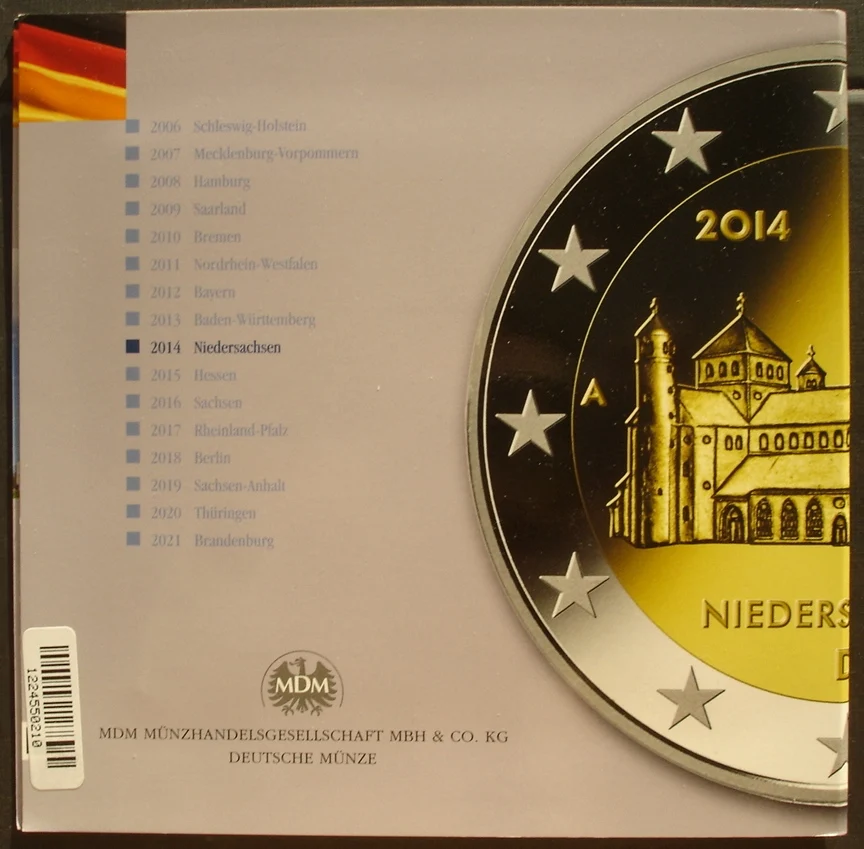 2006 Schleswig-Holstein
2007 Mecklenburg-Vorpommern
2008 Hamburg
2009 Saarland
2010 Bremen
2011 Nordrhein-Westfalen
2012 Bayern
2013 Baden-Württemberg
2014 Niedersachsen
2015 Hessen
2016 Sachsen
2017 Rheinland-Pfalz
2018 Berlin
2019 Sachsen-Anhalt
2020 Thüringen
2021 Brandenburg
2014
A
NIEDERS
D
1224550210
MDM
MDM MÜNZHANDELSGESELLSCHAFT MBH & CO. KG
DEUTSCHE MÜNZE